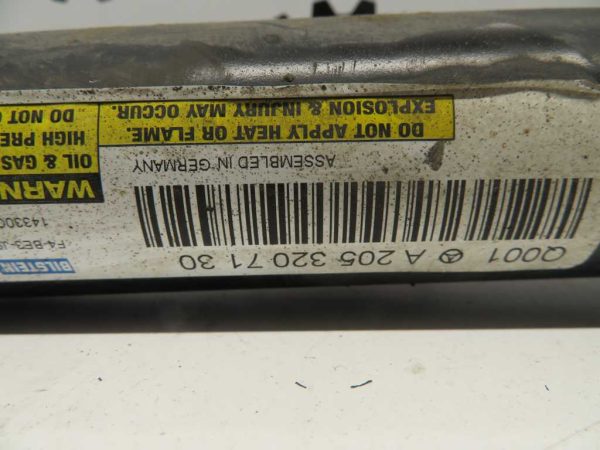 BILSTEIN
Q001 A 205 320 71 30
ASSEMBLED IN GERMANY
WARN
OIL & GAS
HIGH PRE
DO NOT
DO NOT APPLY HEAT OR FLAME.
EXPLOSION & INJURY MAY OCCUR.